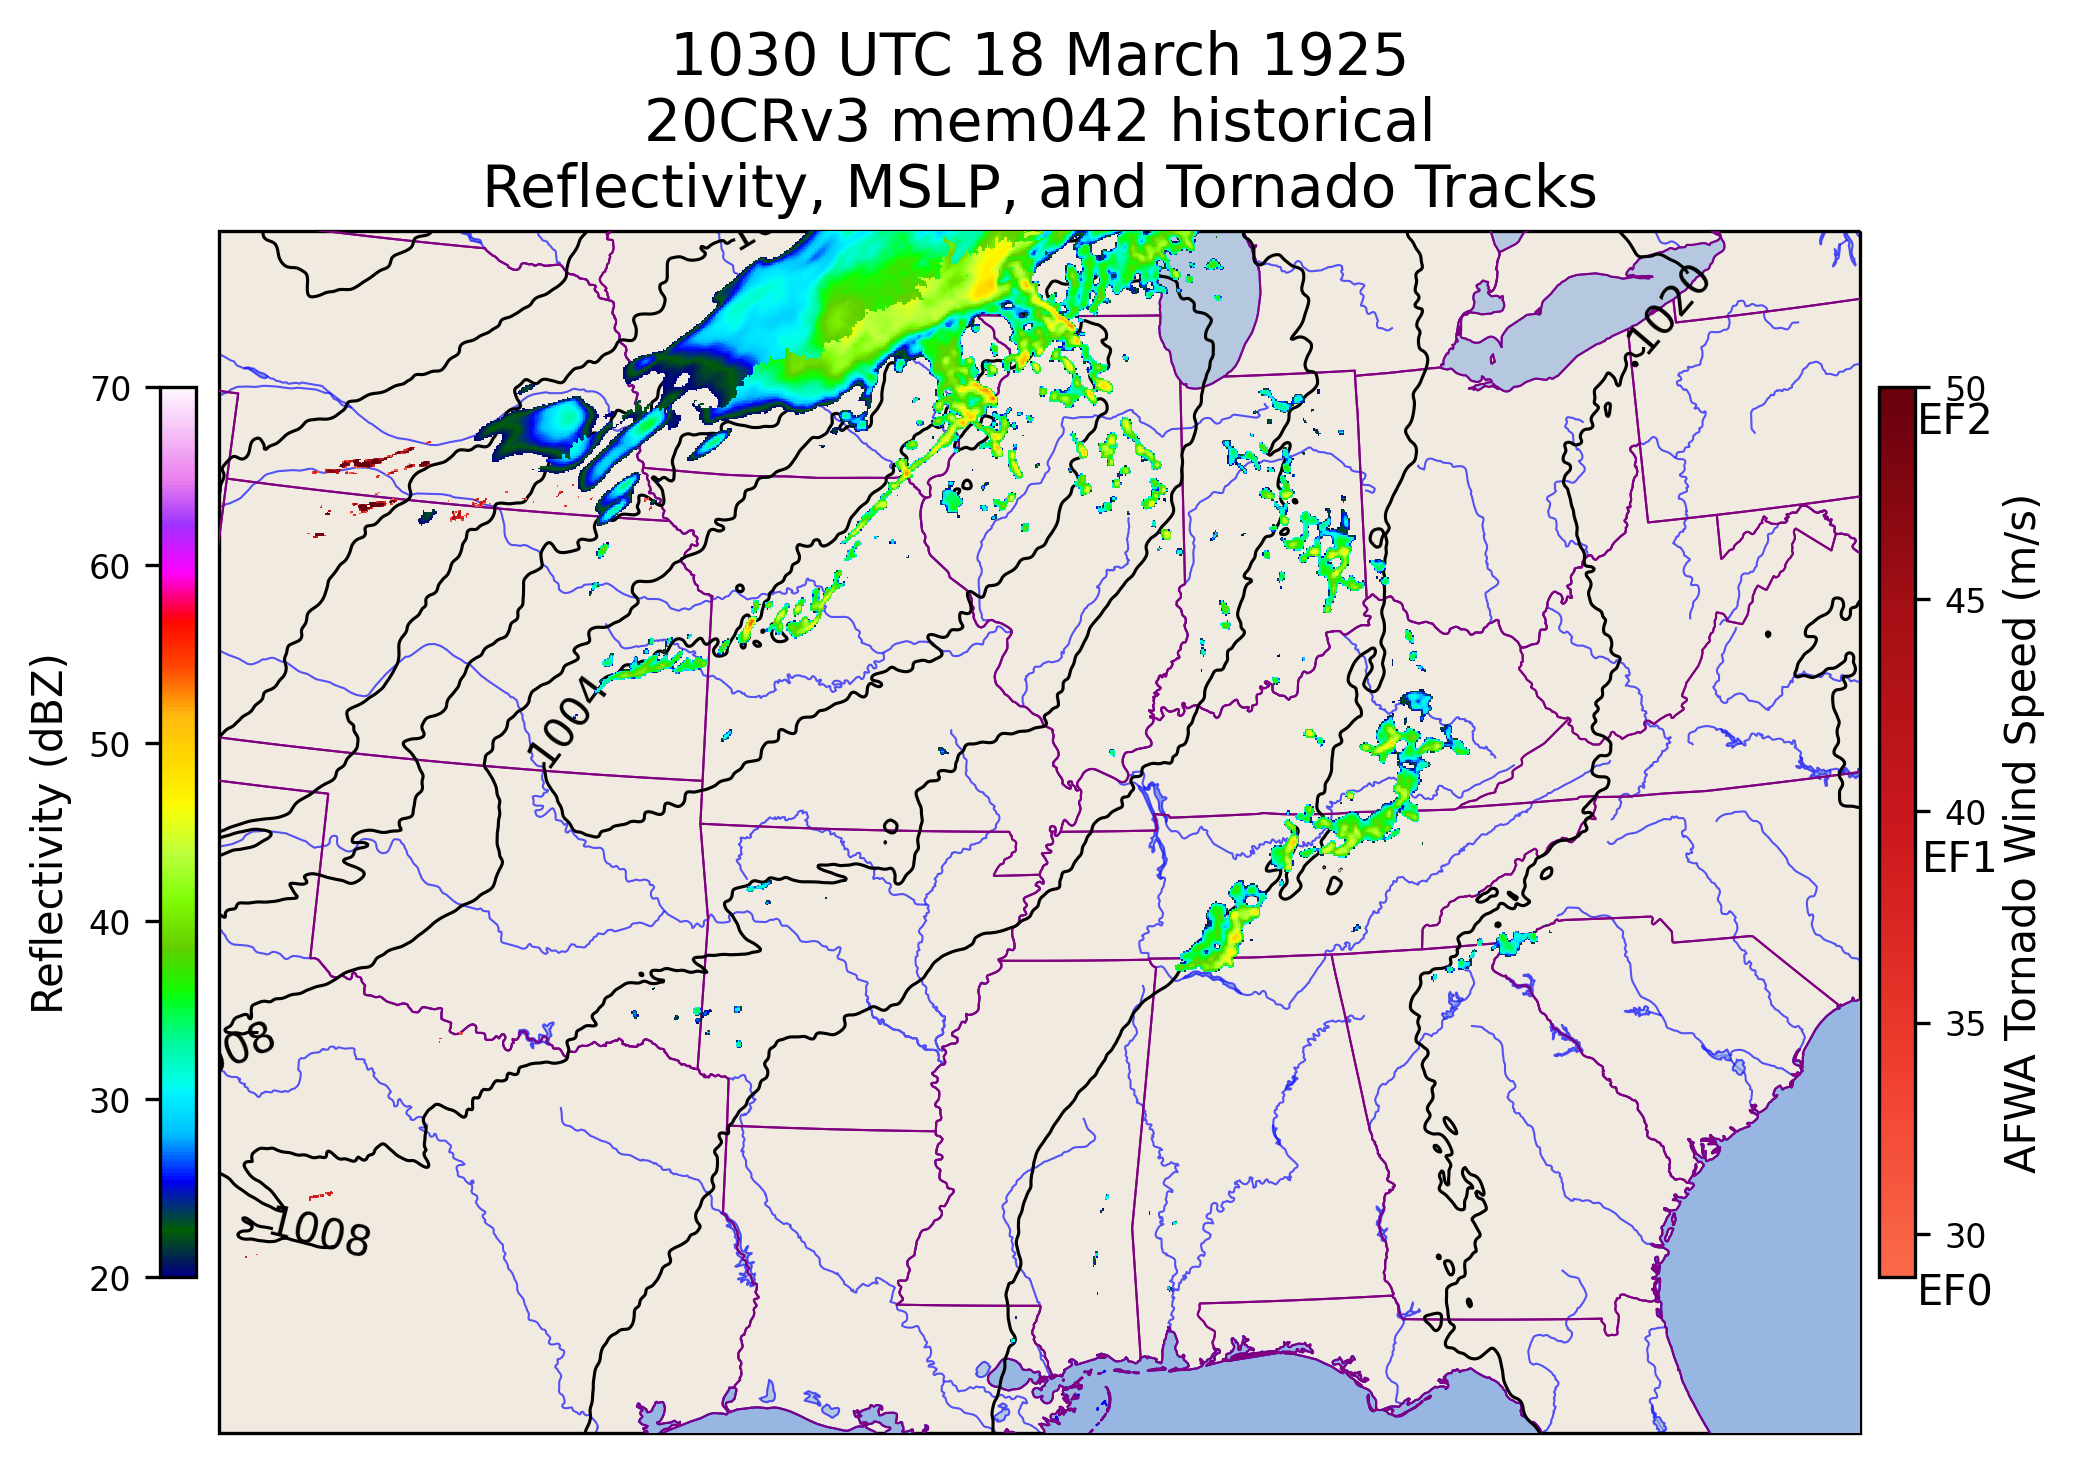 1030 UTC 18 March 1925
20CRv3 mem042 historical
Reflectivity, MSLP, and Tornado Tracks
1020
1004
1008
70
60
50
40
30
20
Reflectivity (dBZ)
50
EF2
45
40
EF1
35
30
EF0
AFWA Tornado Wind Speed (m/s)